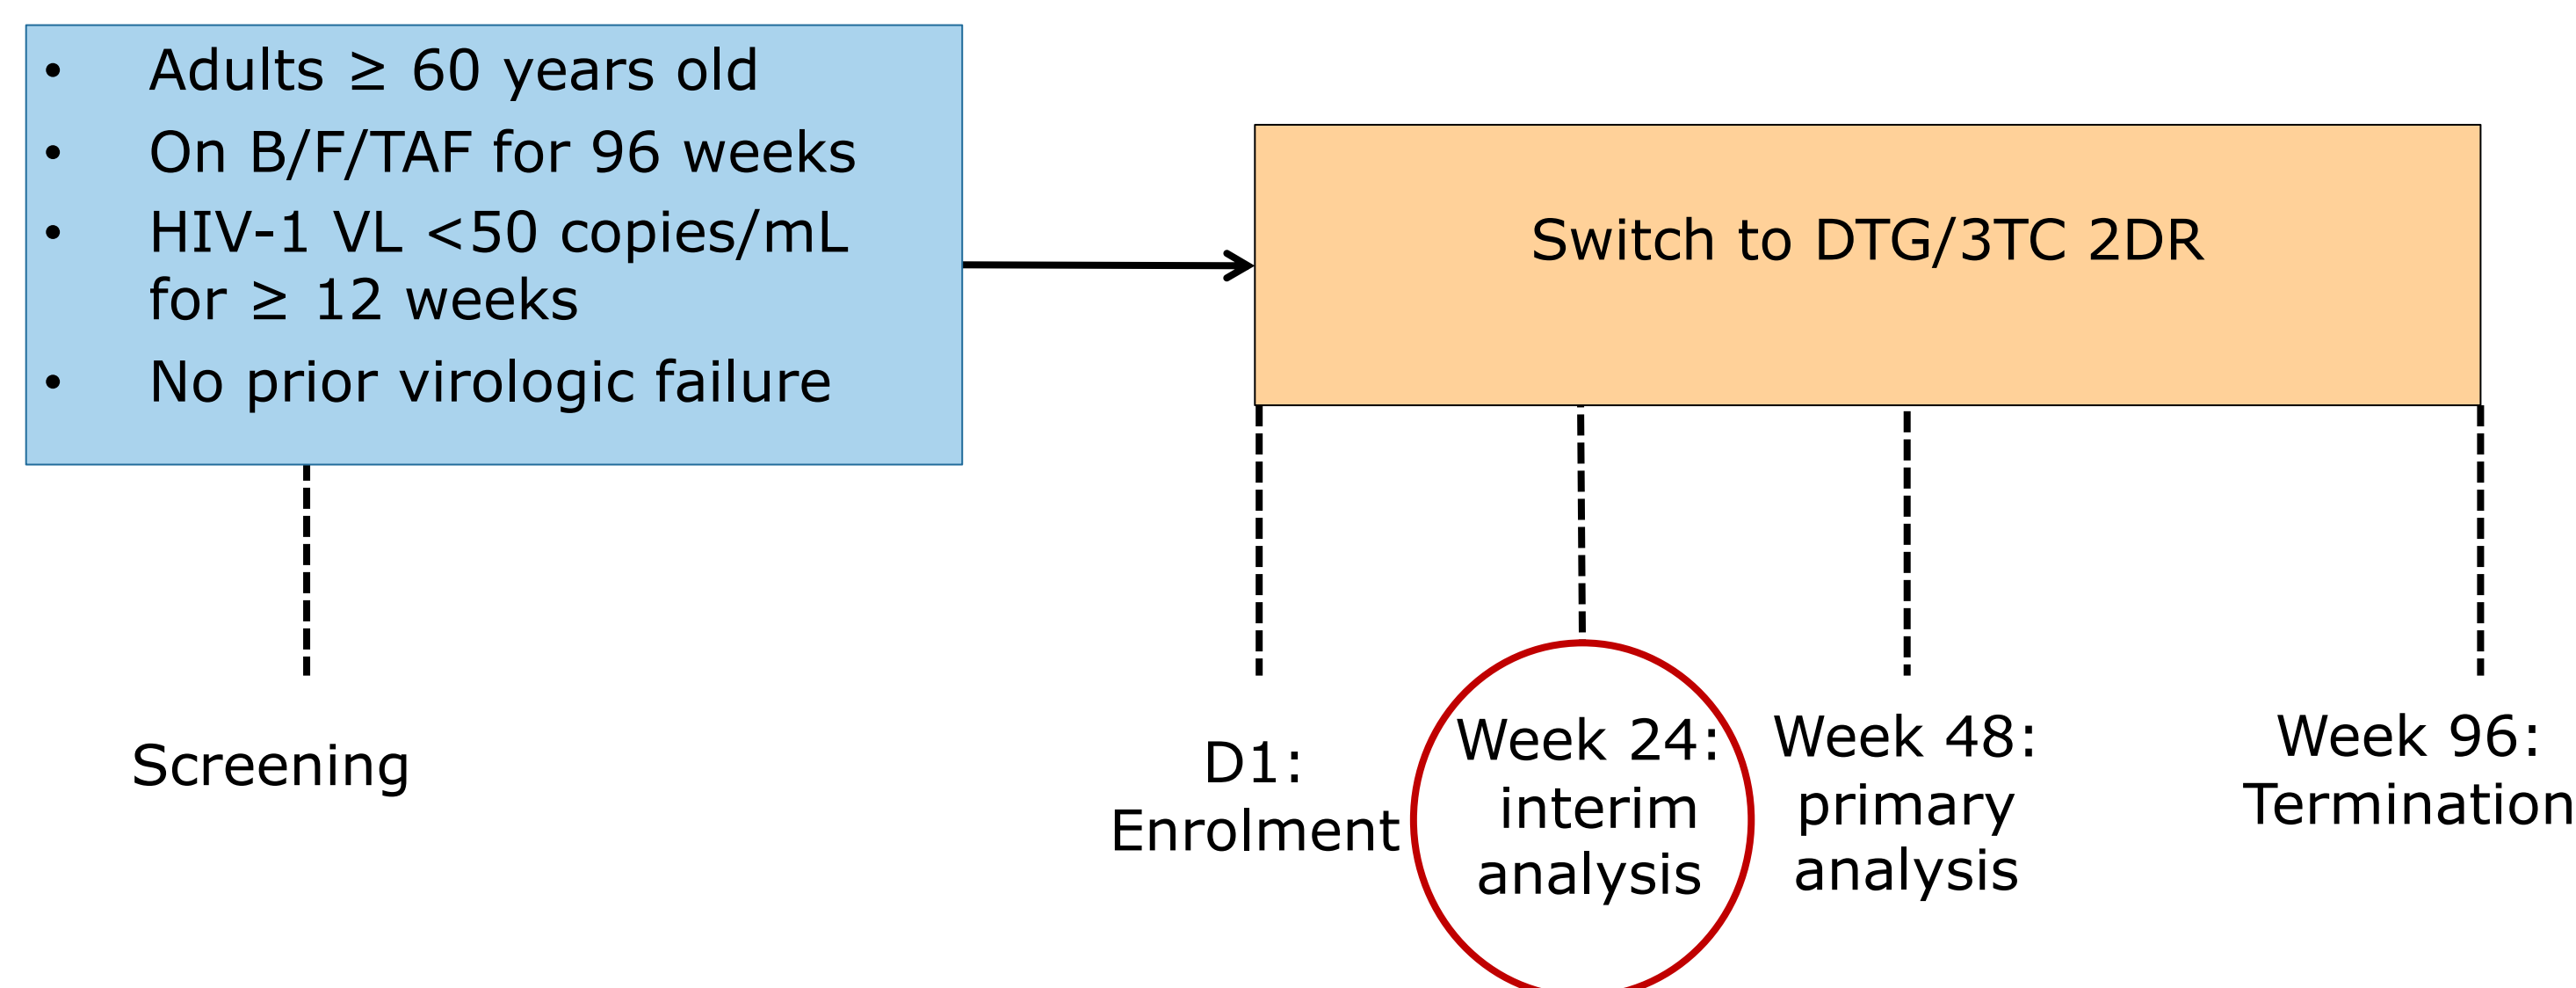 • Adults ≥ 60 years old
• On B/F/TAF for 96 weeks
• HIV-1 VL <50 copies/mL
for ≥ 12 weeks
• No prior virologic failure
Switch to DTG/3TC 2DR
Screening
D1:
Enrolment
Week 24:
interim
analysis
Week 48:
primary
analysis
Week 96:
Termination